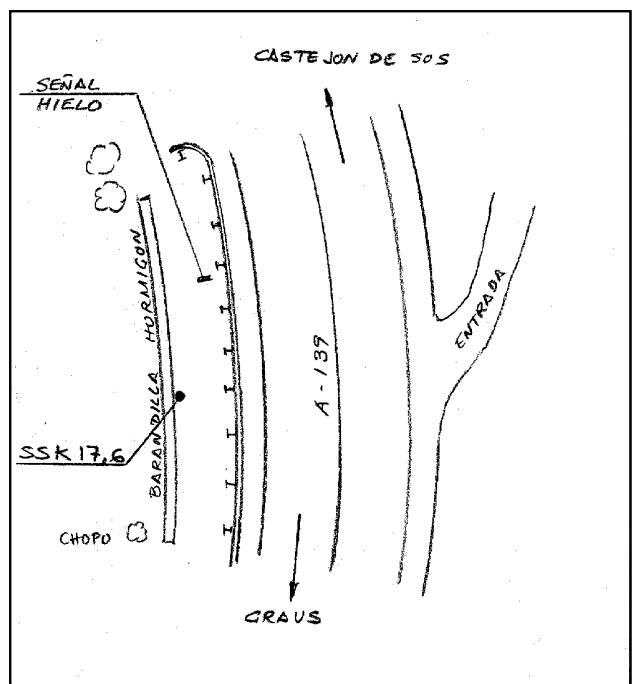 CASTEJON DE SOS
SEÑAL
HIELO
BARANDILLA HORMIGON
ENTRADA
A-139
SSK 17,6
CHOPO
GRAUS